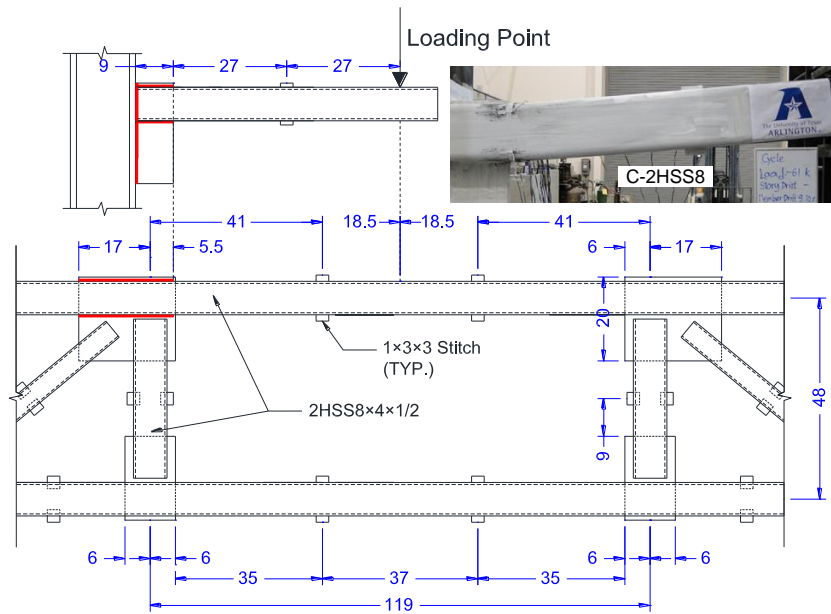 Loading Point
9
27
27
The University of Texas
ARLINGTON
C-2HSS8
Cycle
Load -61 k
Story Drift -
41
18.5
18.5
41
17
5.5
6
17
20
1×3×3 Stitch
(TYP.)
2HSS8×4×1/2
48
9
6
6
6
6
35
37
35
119